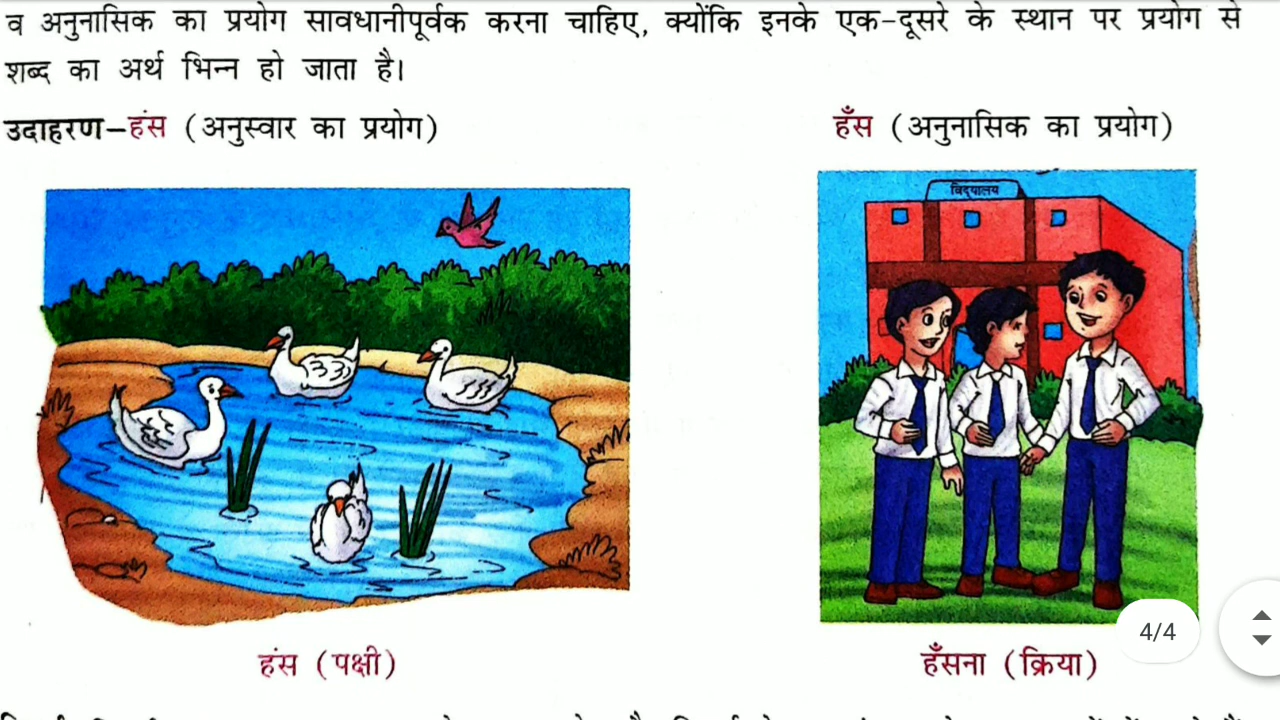 व अनुनासिक का प्रयोग सावधानीपूर्वक करना चाहिए, क्योंकि इनके एक-दूसरे के स्थान पर प्रयोग से
शब्द का अर्थ भिन्न हो जाता है।
उदाहरण–हंस (अनुस्वार का प्रयोग) हँस (अनुनासिक का प्रयोग)
विद्यालय
4/4
हंस (पक्षी) हँसना (क्रिया)